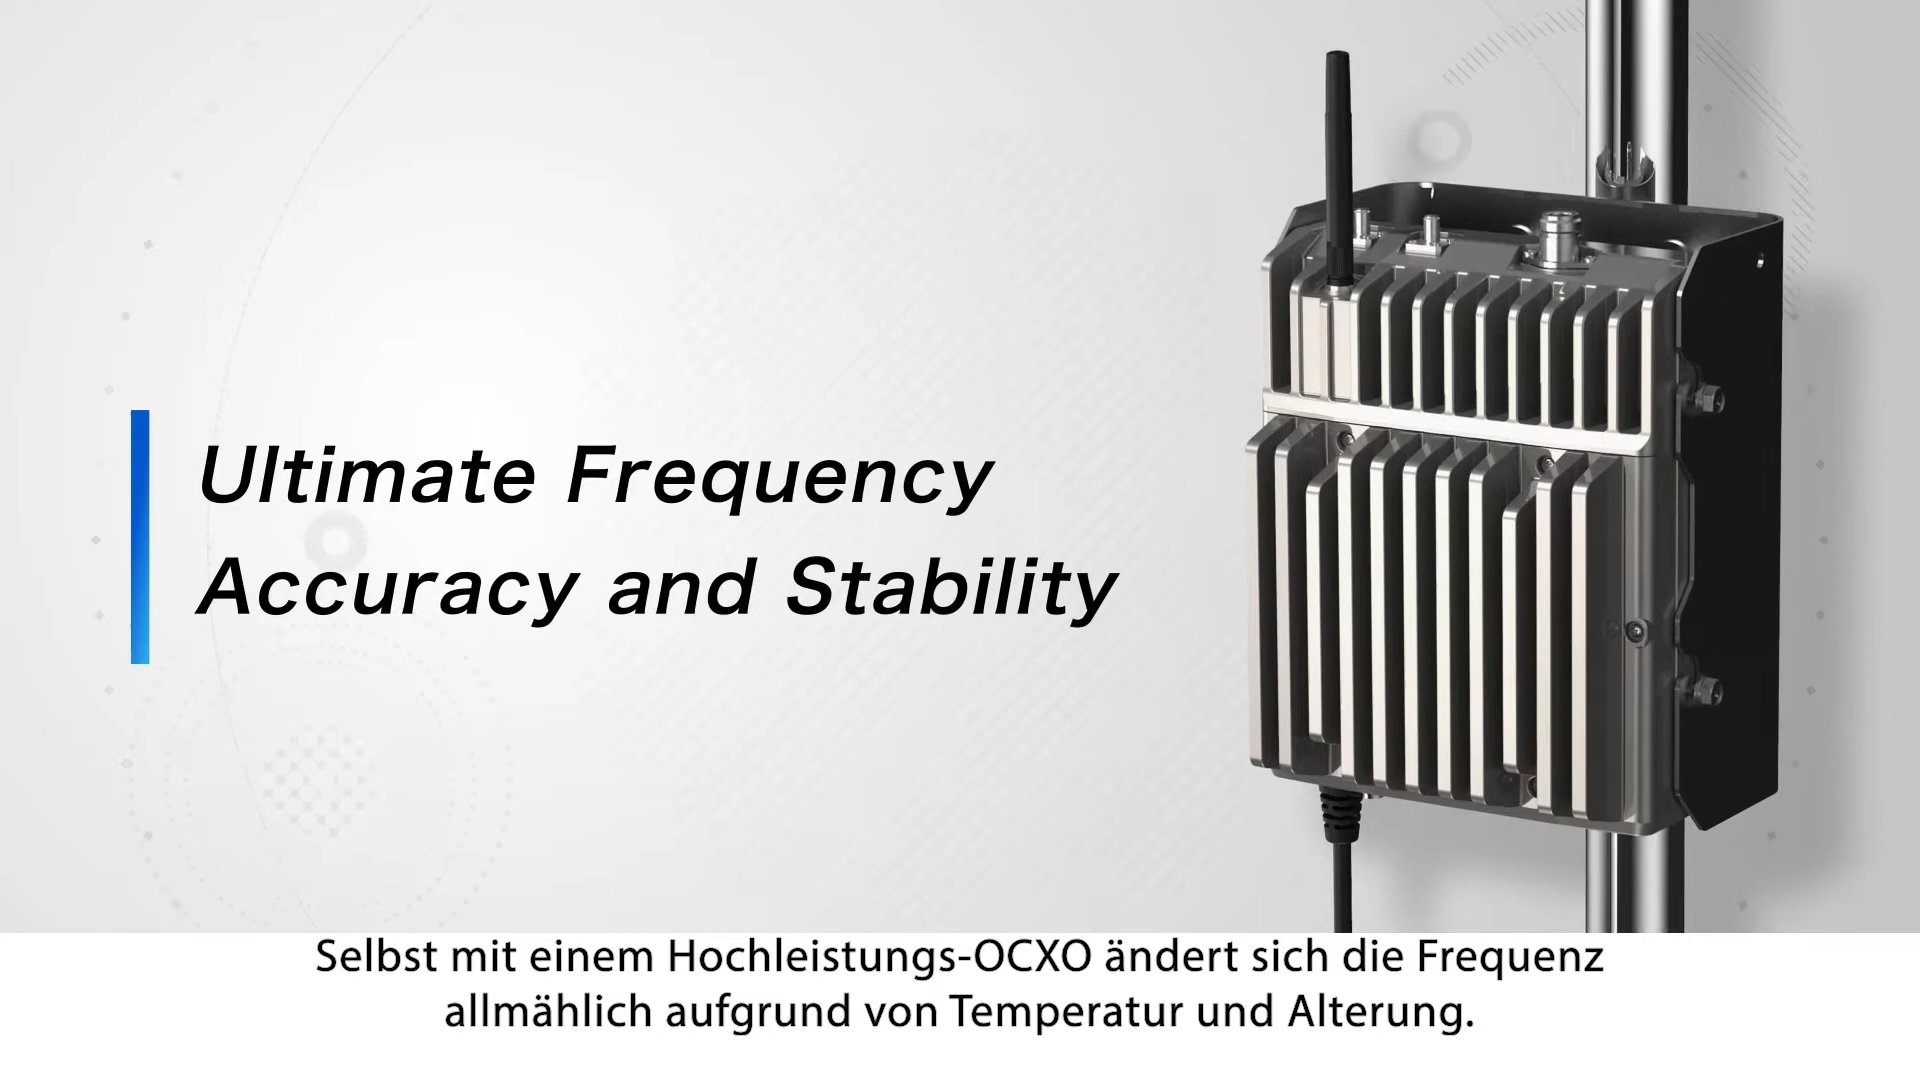 Ultimate Frequency
Accuracy and Stability
Selbst mit einem Hochleistungs-OCXO ändert sich die Frequenz
allmählich aufgrund von Temperatur und Alterung.